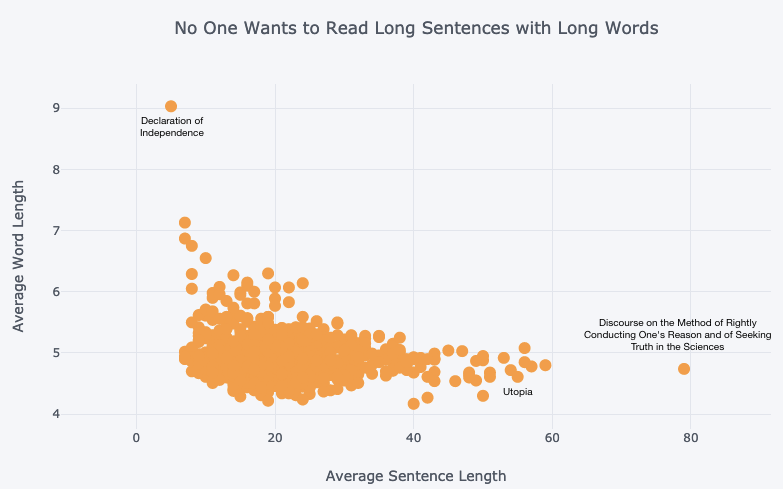 No One Wants to Read Long Sentences with Long Words
9
Declaration of
Independence
8
7
Average Word Length
6
Discourse on the Method of Rightly
Conducting One's Reason and of Seeking
Truth in the Sciences
5
Utopia
4
0 20 40 60 80
Average Sentence Length